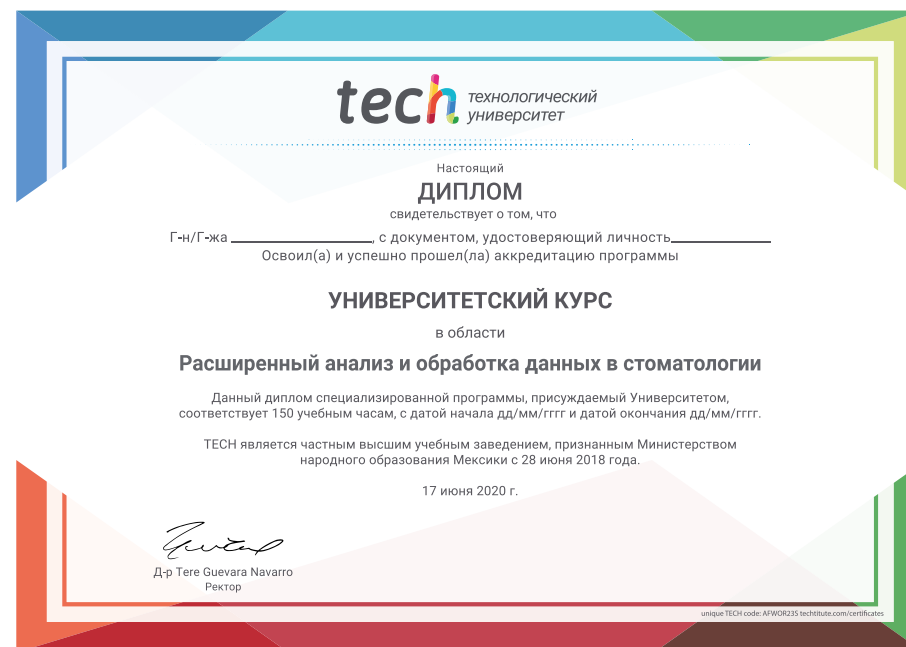 tech технологический
университет
Настоящий
ДИПЛОМ
свидетельствует о том, что
Г-н/Г-жа ____________________, с документом, удостоверяющий личность______________
Освоил(а) и успешно прошел(ла) аккредитацию программы
УНИВЕРСИТЕТСКИЙ КУРС
в области
Расширенный анализ и обработка данных в стоматологии
Данный диплом специализированной программы, присуждаемый Университетом,
соответствует 150 учебным часам, с датой начала дд/мм/гггг и датой окончания дд/мм/гггг.
TECH является частным высшим учебным заведением, признанным Министерством
народного образования Мексики с 28 июня 2018 года.
17 июня 2020 г.
Д-р Tere Guevara Navarro
Ректор
unique TECH code: AFWOR23S techtitute.com/certificates